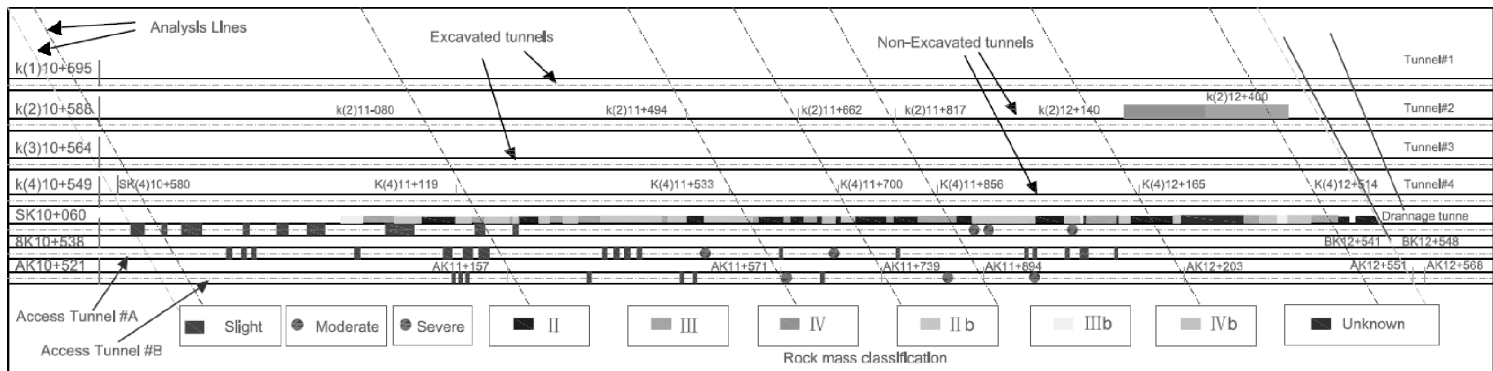 Analysis Lines
Excavated tunnels
Non-Excavated tunnels
k(1)10+595
Tunnel#1
k(2)10+588
k(2)11-080
k(2)11+494
k(2)11+662
k(2)11+817
k(2)12+140
k(2)12+400
Tunnel#2
k(3)10+564
Tunnel#3
k(4)10+549
SK(4)10+580
K(4)11+119
K(4)11+533
K(4)11+700
K(4)11+856
K(4)12+165
K(4)12+514
Tunnel#4
SK10+060
Drannage tunne
8K10+538
BK12+541
BK12+548
AK10+521
AK11+157
AK11+571
AK11+739
AK11+894
AK12+203
AK12+551
AK12+568
Access Tunnel #A
Access Tunnel #B
Slight
Moderate
Severe
II
III
IV
II b
IIIb
IVb
Unknown
Rock mass classification